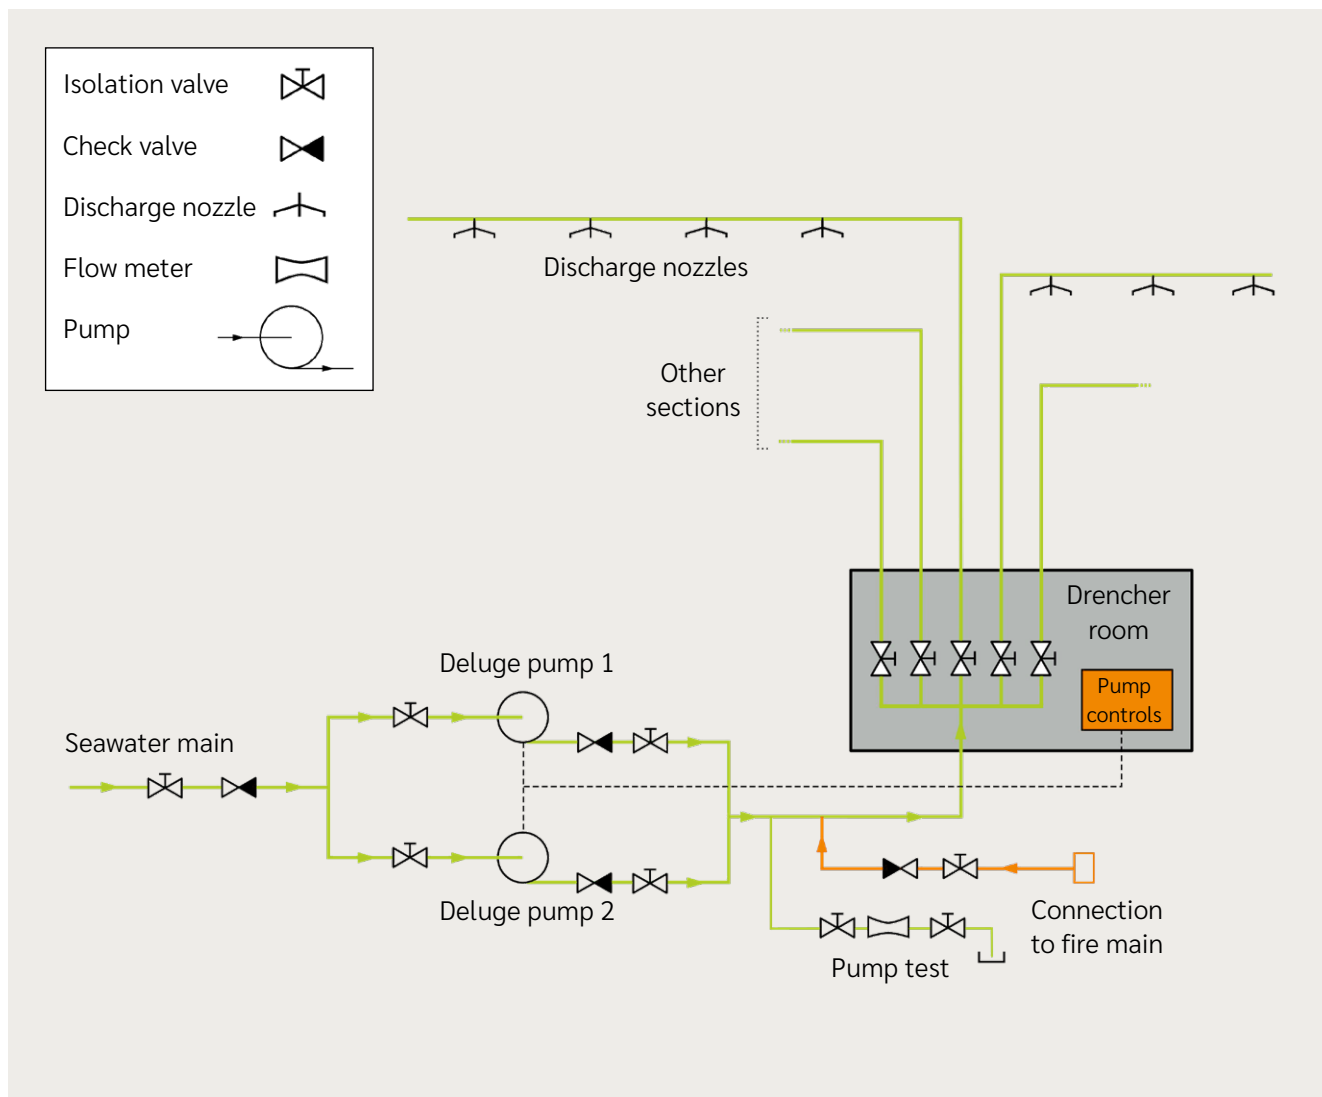 Isolation valve
Check valve
Discharge nozzle
Flow meter
Pump
Discharge nozzles
Other
sections
Drencher
room
Pump
controls
Deluge pump 1
Seawater main
Deluge pump 2
Connection
to fire main
Pump test